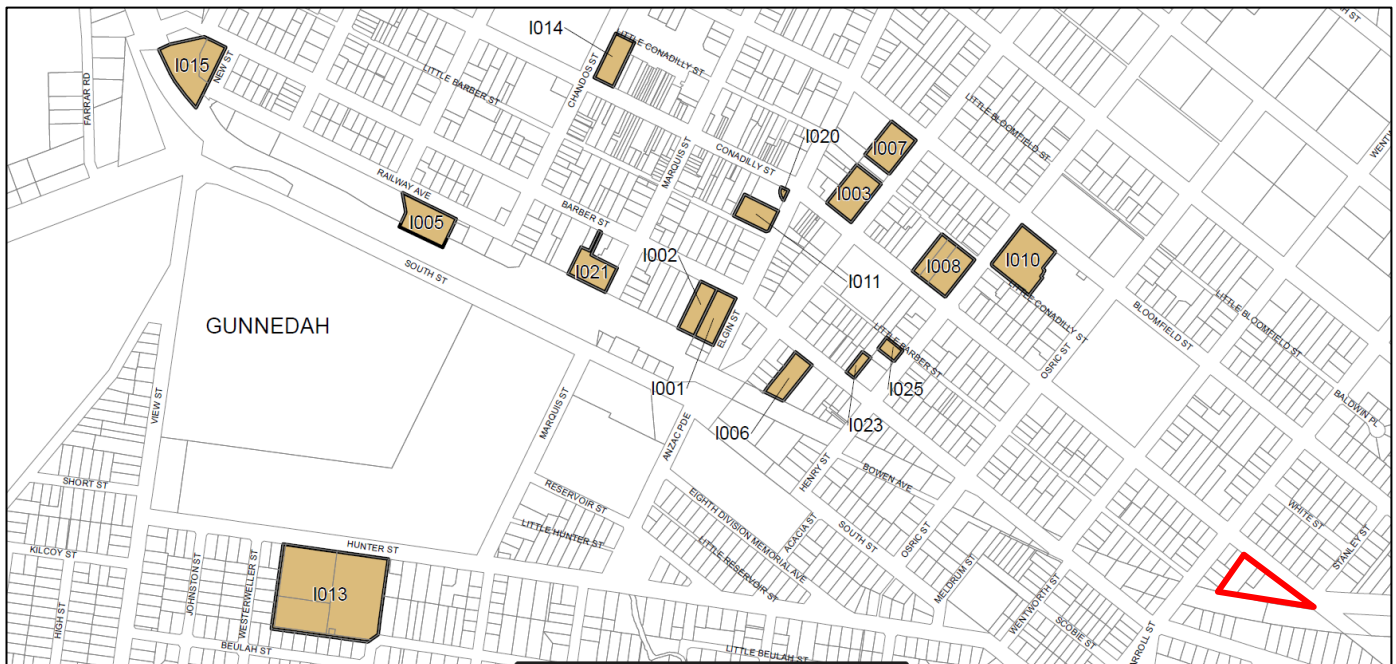 I014
LITTLE CONADILLY ST
I015
NEW ST
FARRAR RD
LITTLE BARBER ST
CHANDOS ST
MARQUIS ST
CONADILLY ST
I020
I007
I003
LITTLE BLOOMFIELD ST
RAILWAY AVE
I005
BARBER ST
I021
I002
I011
I008
I010
SOUTH ST
LITTLE CONADILLY ST
BLOOMFIELD ST
LITTLE BLOOMFIELD ST
GUNNEDAH
ELGIN ST
LITTLE BARBER ST
OSRIC ST
I001
I006
I023
I025
BALDWIN PL
VIEW ST
MARQUIS ST
ANZAC PDE
HENRY ST
BOWEN AVE
SHORT ST
RESERVOIR ST
LITTLE HUNTER ST
EIGHTH DIVISION MEMORIAL AVE
LITTLE RESERVOIR ST
ACACIA ST
SOUTH ST
OSRIC ST
WHITE ST
STANLEY ST
KILCOY ST
HUNTER ST
HIGH ST
JOHNSTON ST
WESTERWELLER ST
I013
BEULAH ST
LITTLE BEULAH ST
MELDRUM ST
WENTWORTH ST
SCOBIE ST
ARROLL ST